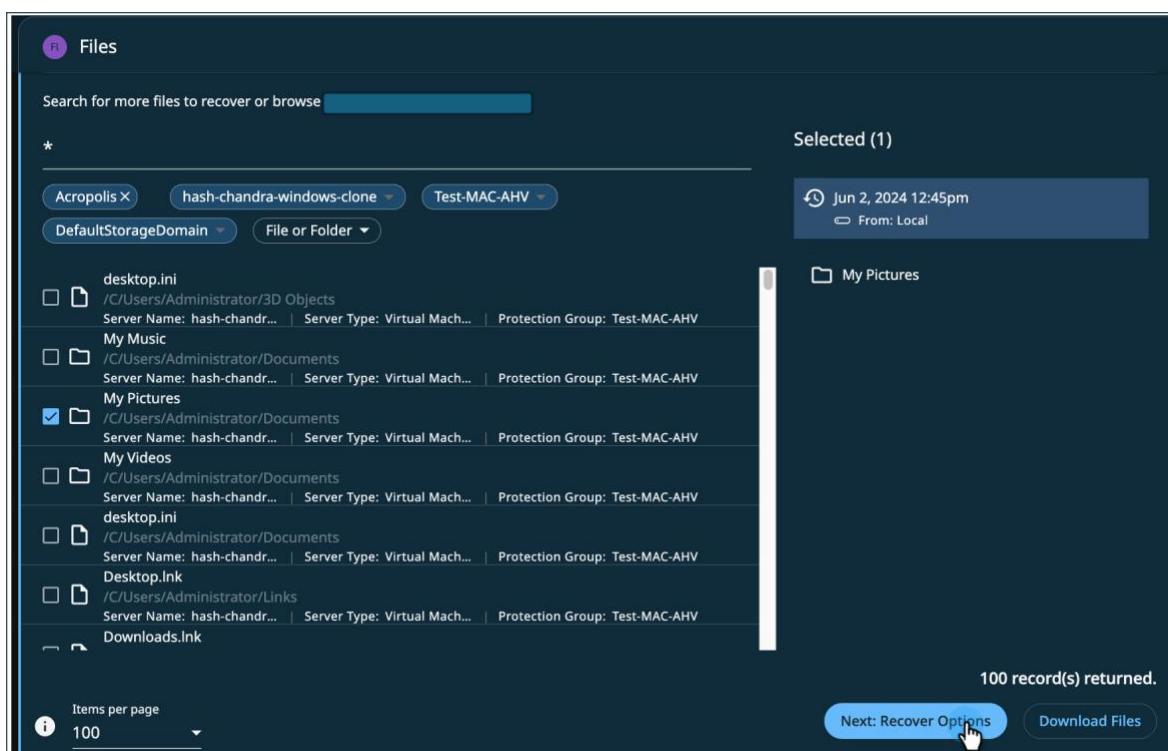 FI Files
Search for more files to recover or browse
*
Acropolis × hash-chandra-windows-clone Test-MAC-AHV
DefaultStorageDomain File or Folder
desktop.ini
/C/Users/Administrator/3D Objects
Server Name: hash-chandr... | Server Type: Virtual Mach... | Protection Group: Test-MAC-AHV
My Music
/C/Users/Administrator/Documents
Server Name: hash-chandr... | Server Type: Virtual Mach... | Protection Group: Test-MAC-AHV
My Pictures
/C/Users/Administrator/Documents
Server Name: hash-chandr... | Server Type: Virtual Mach... | Protection Group: Test-MAC-AHV
My Videos
/C/Users/Administrator/Documents
Server Name: hash-chandr... | Server Type: Virtual Mach... | Protection Group: Test-MAC-AHV
desktop.ini
/C/Users/Administrator/Documents
Server Name: hash-chandr... | Server Type: Virtual Mach... | Protection Group: Test-MAC-AHV
Desktop.lnk
/C/Users/Administrator/Links
Server Name: hash-chandr... | Server Type: Virtual Mach... | Protection Group: Test-MAC-AHV
Downloads.lnk
Selected (1)
Jun 2, 2024 12:45pm
From: Local
My Pictures
100 record(s) returned.
Items per page
100
Next: Recover Options
Download Files